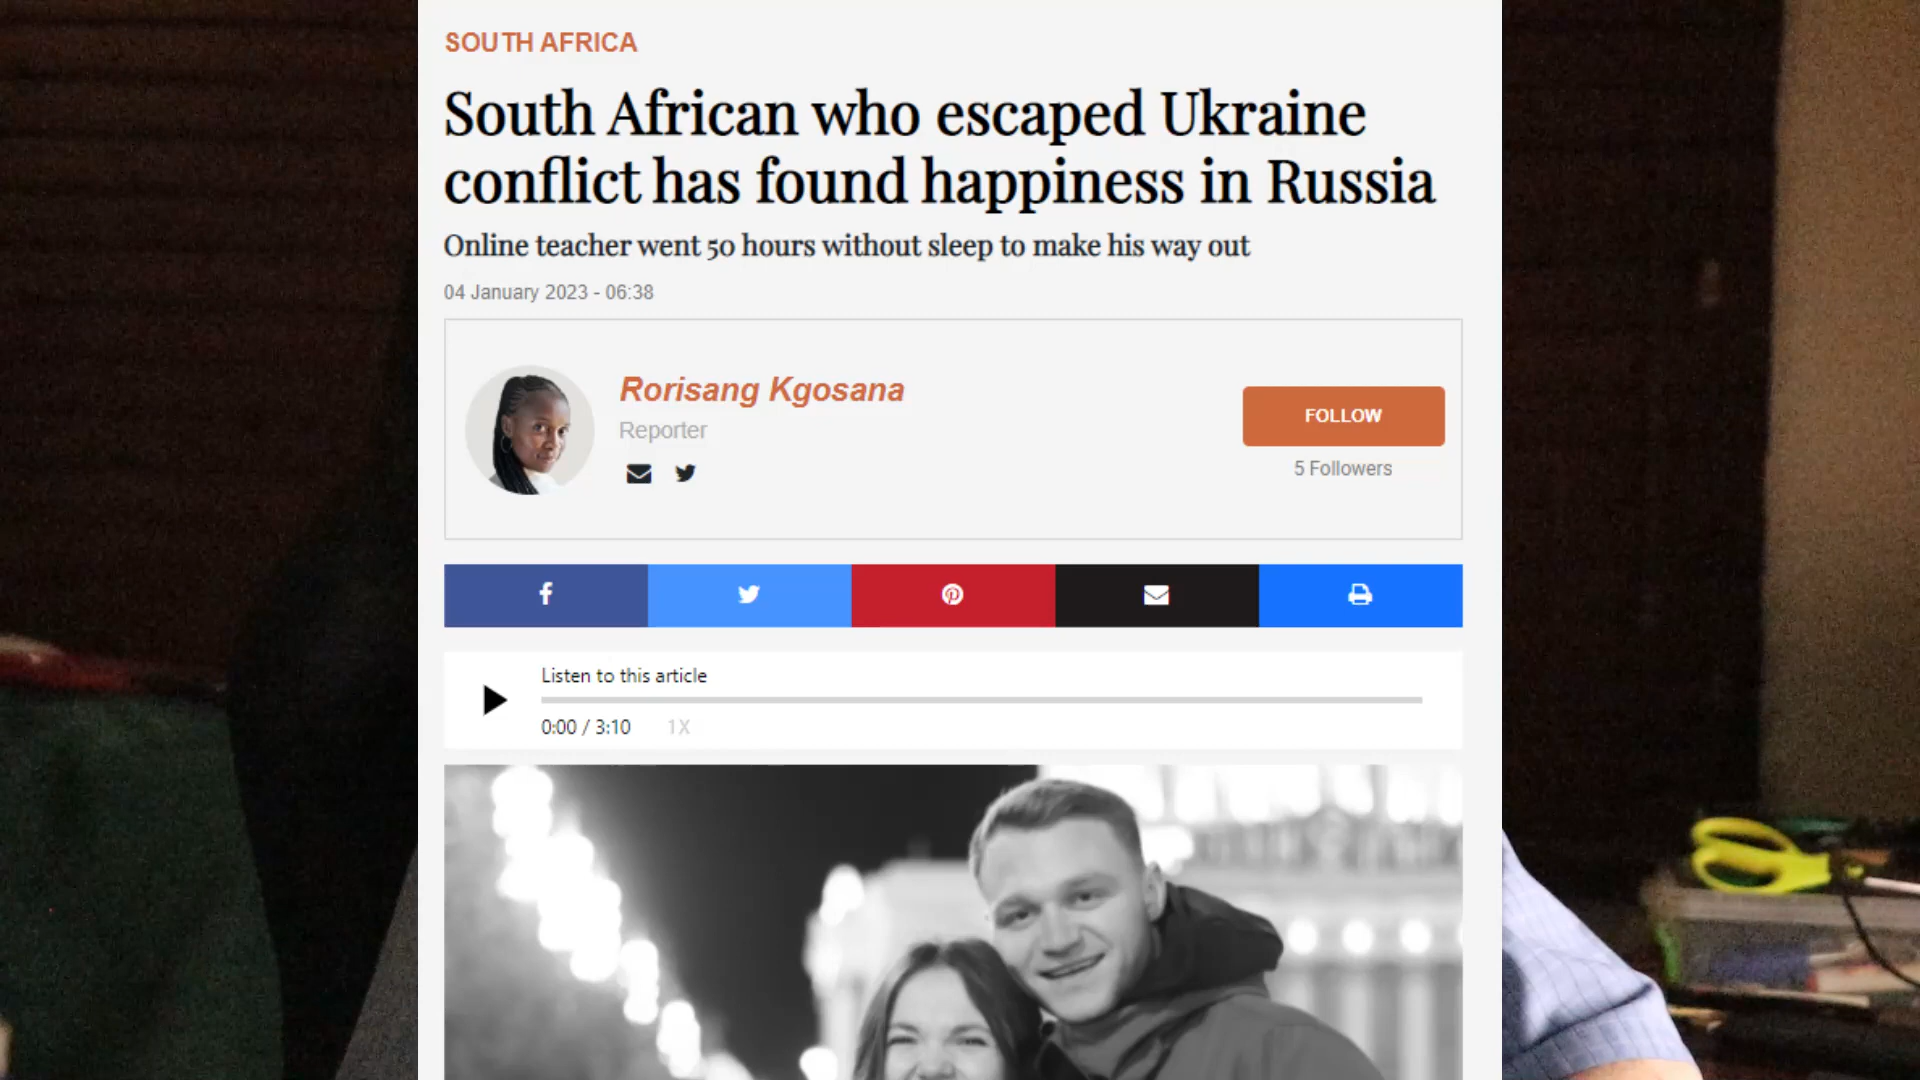 SOUTH AFRICA
South African who escaped Ukraine
conflict has found happiness in Russia
Online teacher went 50 hours without sleep to make his way out
04 January 2023 - 06:38
Rorisang Kgosana
Reporter
FOLLOW
5 Followers
Listen to this article
0:00 / 3:10 1X